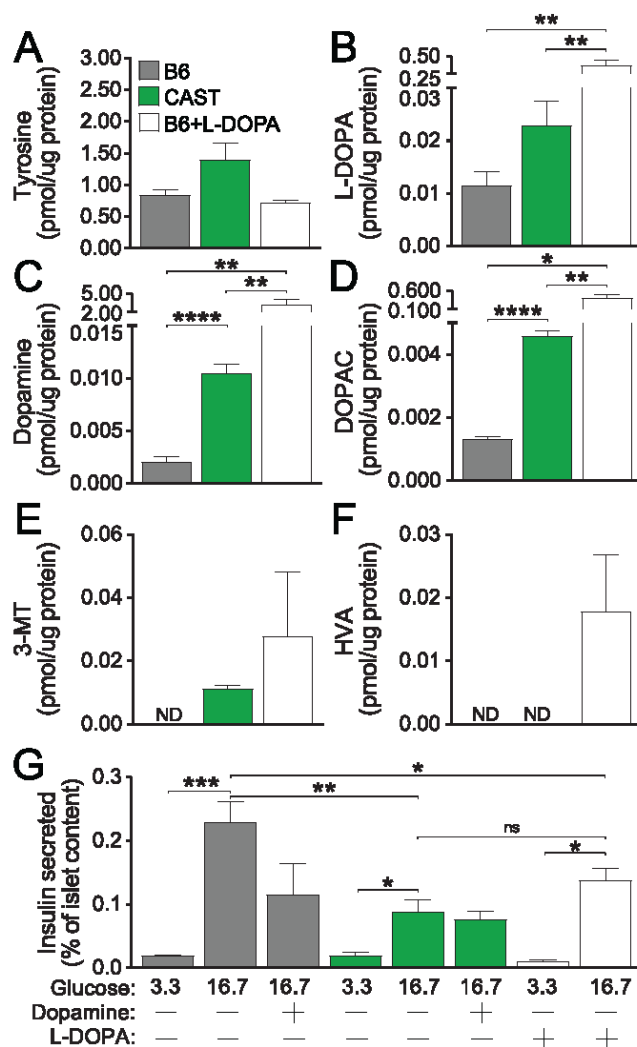 A
Tyrosine
(pmol/ug protein)
3.00
2.50
2.00
1.50
1.00
0.50
0.00
B6
CAST
B6+L-DOPA
B
L-DOPA
(pmol/ug protein)
0.50
0.25
0.03
0.02
0.01
0.00
**
**
C
Dopamine
(pmol/ug protein)
5.00
2.00
0.015
0.010
0.005
0.000
**
**
****
D
DOPAC
(pmol/ug protein)
0.600
0.100
0.004
0.002
0.000
*
**
****
E
3-MT
(pmol/ug protein)
0.06
0.04
0.02
0.00
ND
F
HVA
(pmol/ug protein)
0.03
0.02
0.01
0.00
ND ND
G
Insulin secreted
(% of islet content)
0.3
0.2
0.1
0.0
***
*
**
ns
*
*
Glucose: 3.3 16.7 16.7 3.3 16.7 16.7 3.3 16.7
Dopamine: — — + — — + — —
L-DOPA: — — — — — — + +